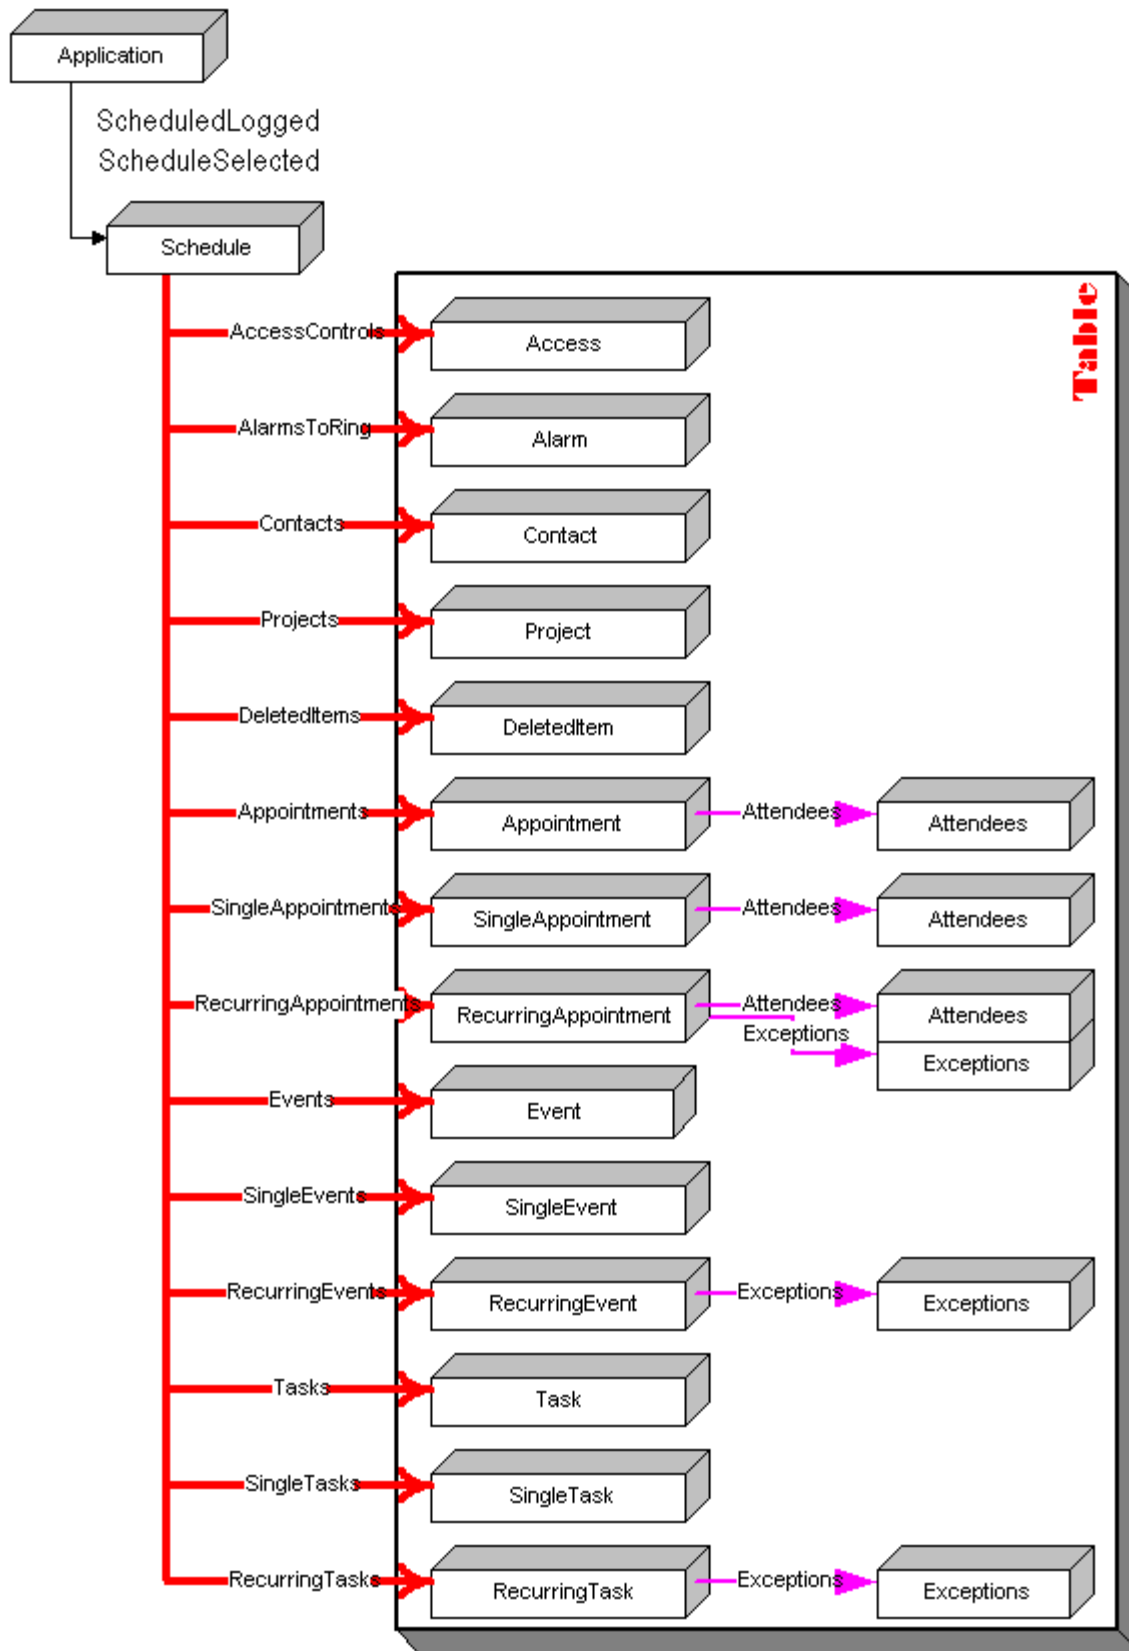 Application
ScheduledLogged
ScheduleSelected
Schedule
Table
AccessControls
Access
AlarmsToRing
Alarm
Contacts
Contact
Projects
Project
DeletedItems
DeletedItem
Appointments
Appointment
Attendees
Attendees
SingleAppointments
SingleAppointment
Attendees
Attendees
RecurringAppointments
RecurringAppointment
Attendees
Attendees
Exceptions
Exceptions
Events
Event
SingleEvents
SingleEvent
RecurringEvents
RecurringEvent
Exceptions
Exceptions
Tasks
Task
SingleTasks
SingleTask
RecurringTasks
RecurringTask
Exceptions
Exceptions